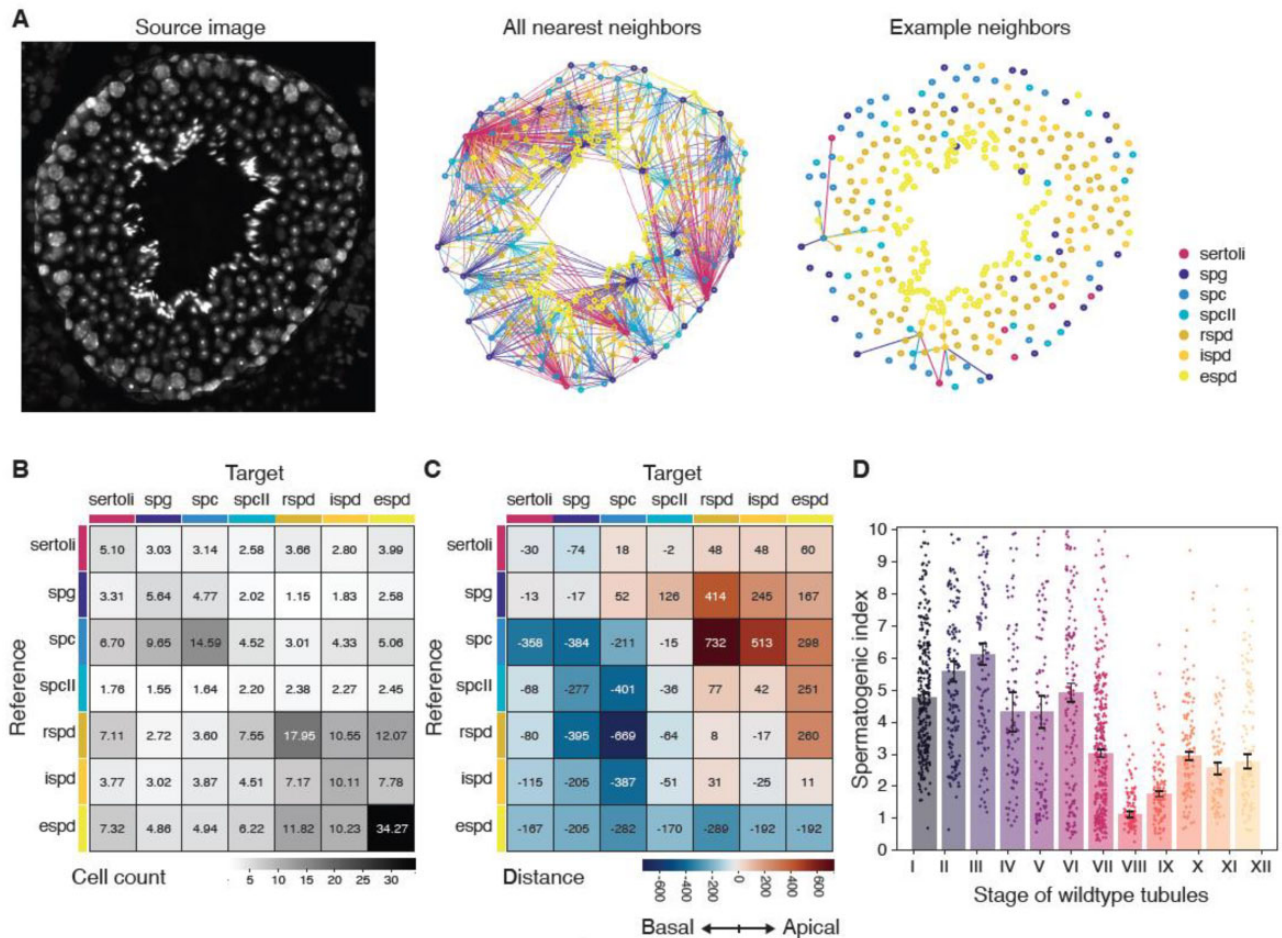 A
Source image
All nearest neighbors
Example neighbors
sertoli
spg
spc
spcII
rspd
ispd
espd
B
Target
sertoli spg spc spcII rspd ispd espd
Reference
sertoli 5.10 3.03 3.14 2.58 3.66 2.80 3.99
spg 3.31 5.64 4.77 2.02 1.15 1.83 2.58
spc 6.70 9.65 14.59 4.52 3.01 4.33 5.06
spcII 1.76 1.55 1.64 2.20 2.38 2.27 2.45
rspd 7.11 2.72 3.60 7.55 17.95 10.55 12.07
ispd 3.77 3.02 3.87 4.51 7.17 10.11 7.78
espd 7.32 4.86 4.94 6.22 11.82 10.23 34.27
Cell count
5 10 15 20 25 30
C
Target
sertoli spg spc spcII rspd ispd espd
Reference
sertoli -30 -74 18 -2 48 48 60
spg -13 -17 52 126 414 245 167
spc -358 -384 -211 -15 732 513 298
spcII -68 -277 -401 -36 77 42 251
rspd -80 -395 -669 -64 8 -17 260
ispd -115 -205 -387 -51 31 -25 11
espd -167 -205 -282 -170 -289 -192 -192
Distance
-600 -400 -200 0 200 400 600
Basal Apical
D
Spermatogenic index
10
9
8
7
6
5
4
3
2
1
0
I II III IV V VI VII VIII IX X XI XII
Stage of wildtype tubules